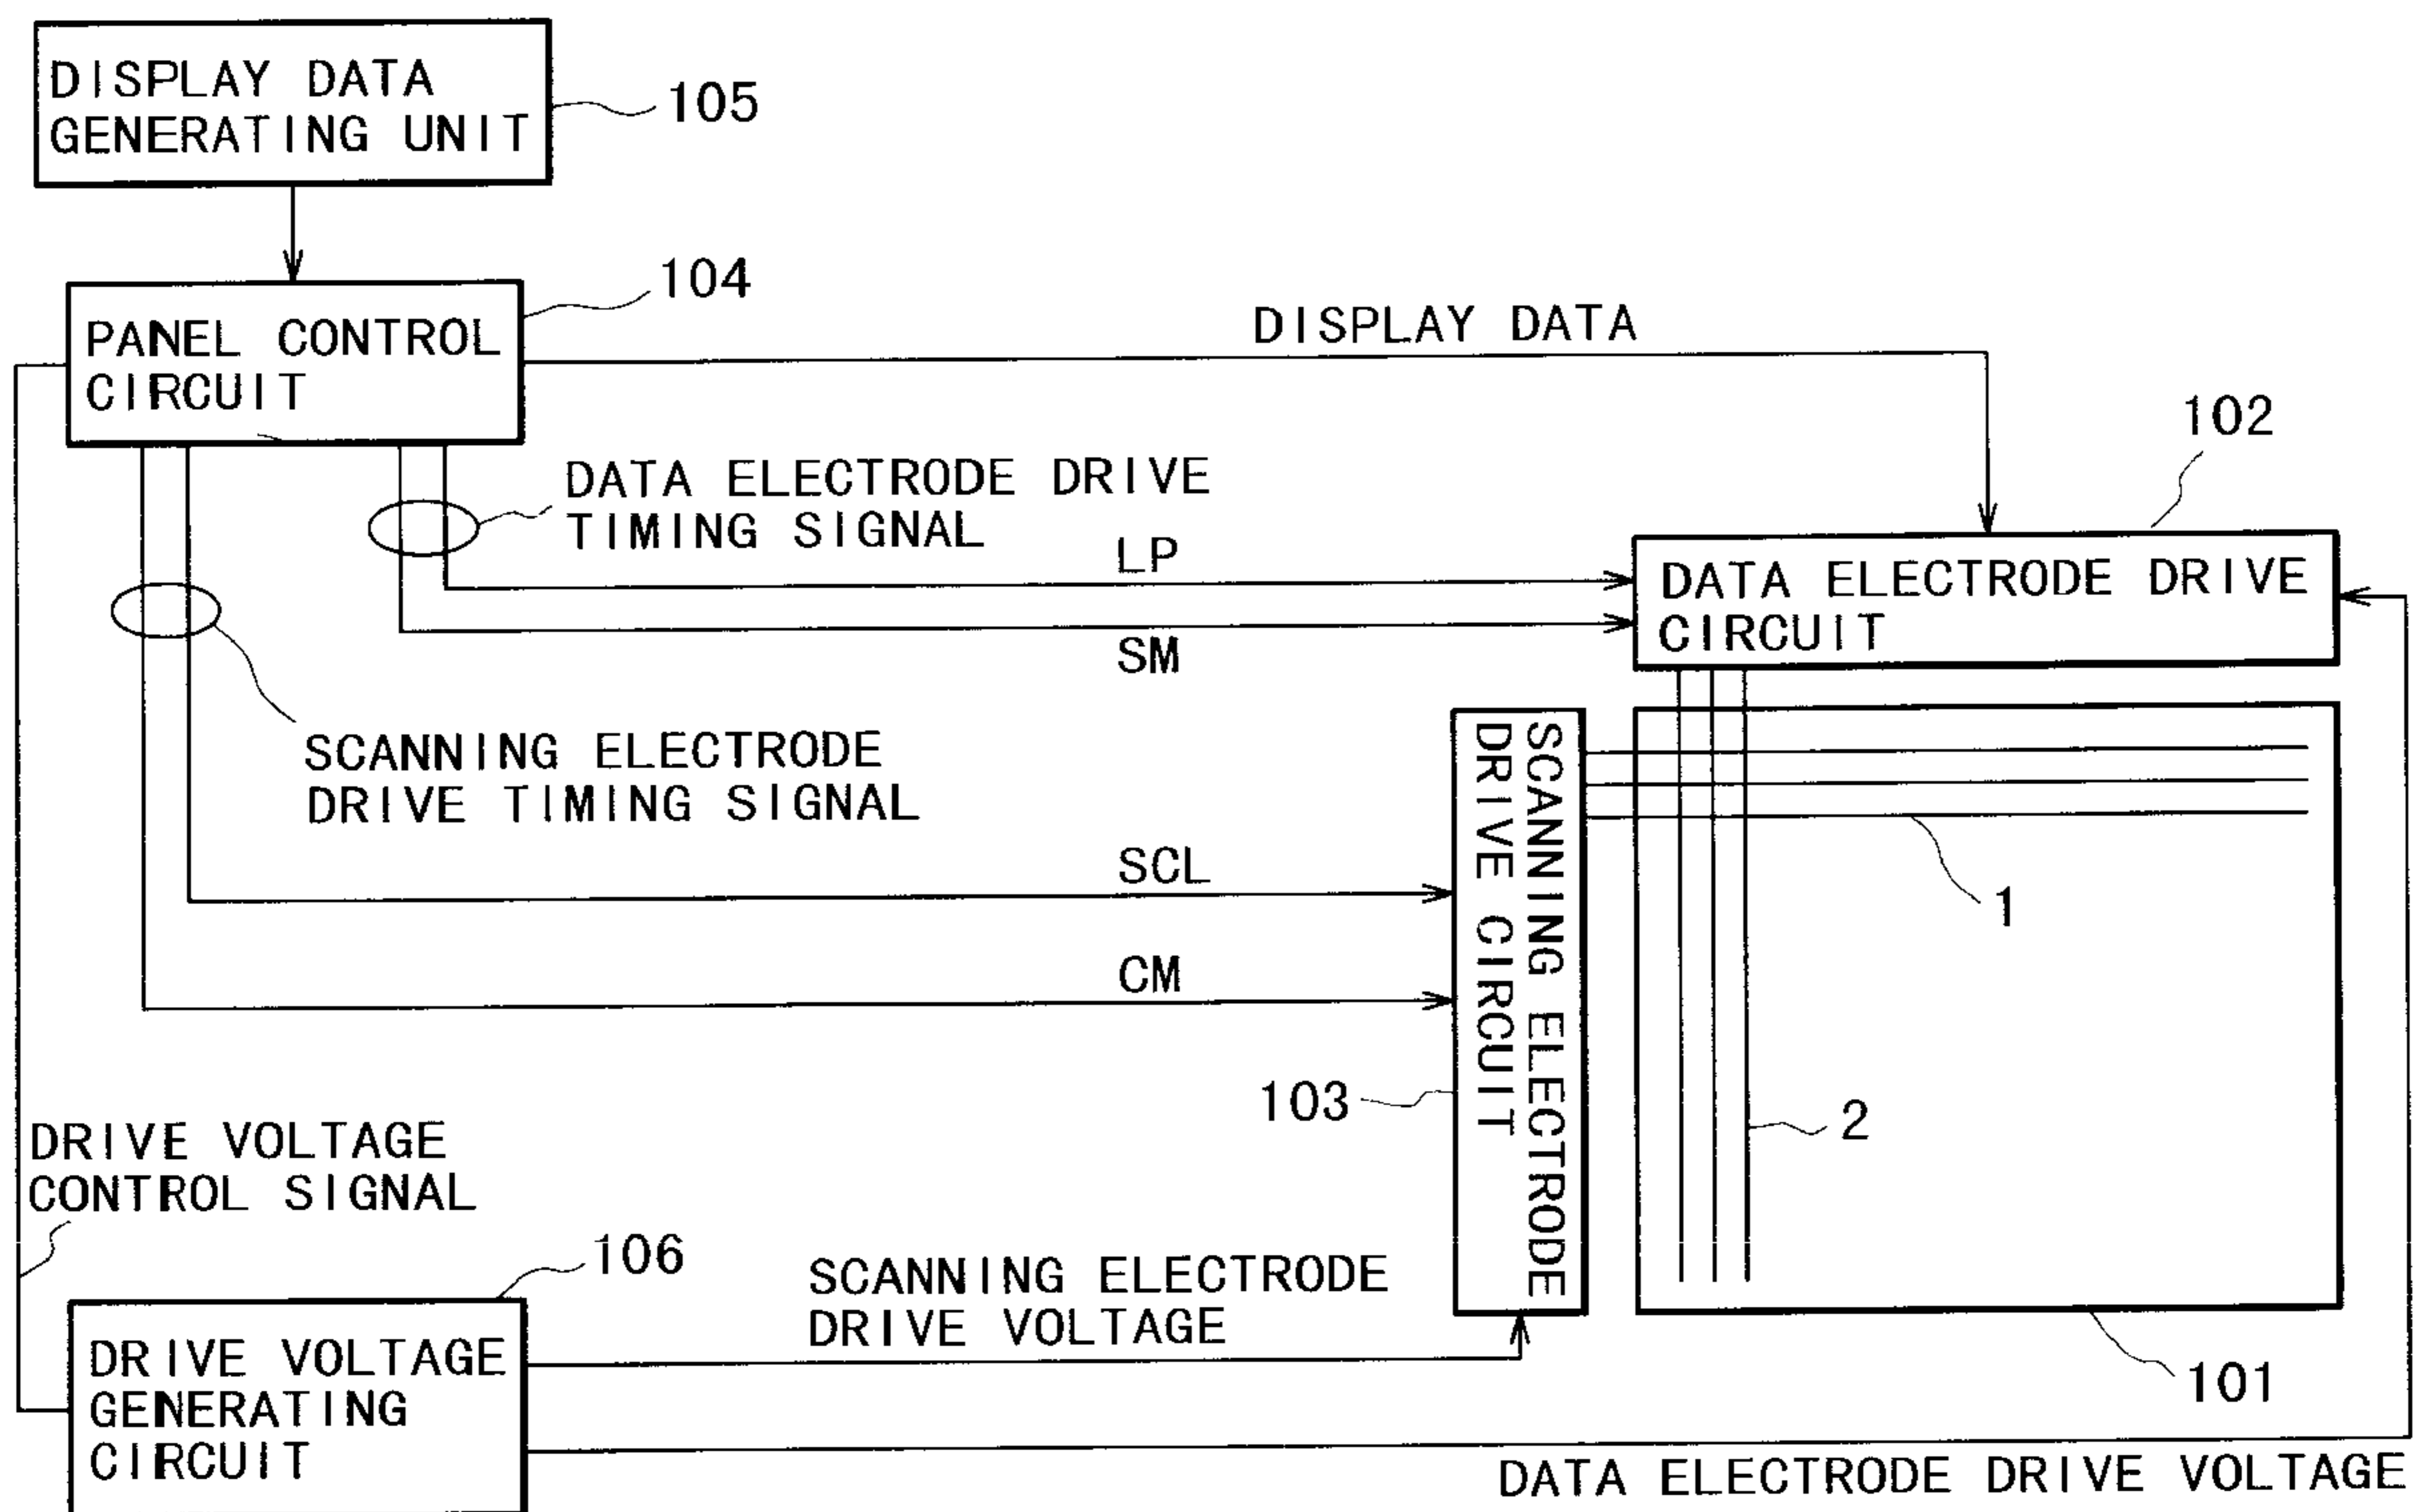 DISPLAY DATA
GENERATING UNIT
105
104
PANEL CONTROL
CIRCUIT
DISPLAY DATA
102
DATA ELECTRODE DRIVE
TIMING SIGNAL
LP
SM
DATA ELECTRODE DRIVE
CIRCUIT
SCANNING ELECTRODE
DRIVE TIMING SIGNAL
SCL
CM
SCANNING ELECTRODE
DRIVE CIRCUIT
1
103
2
DRIVE VOLTAGE
CONTROL SIGNAL
106
SCANNING ELECTRODE
DRIVE VOLTAGE
DRIVE VOLTAGE
GENERATING
CIRCUIT
101
DATA ELECTRODE DRIVE VOLTAGE